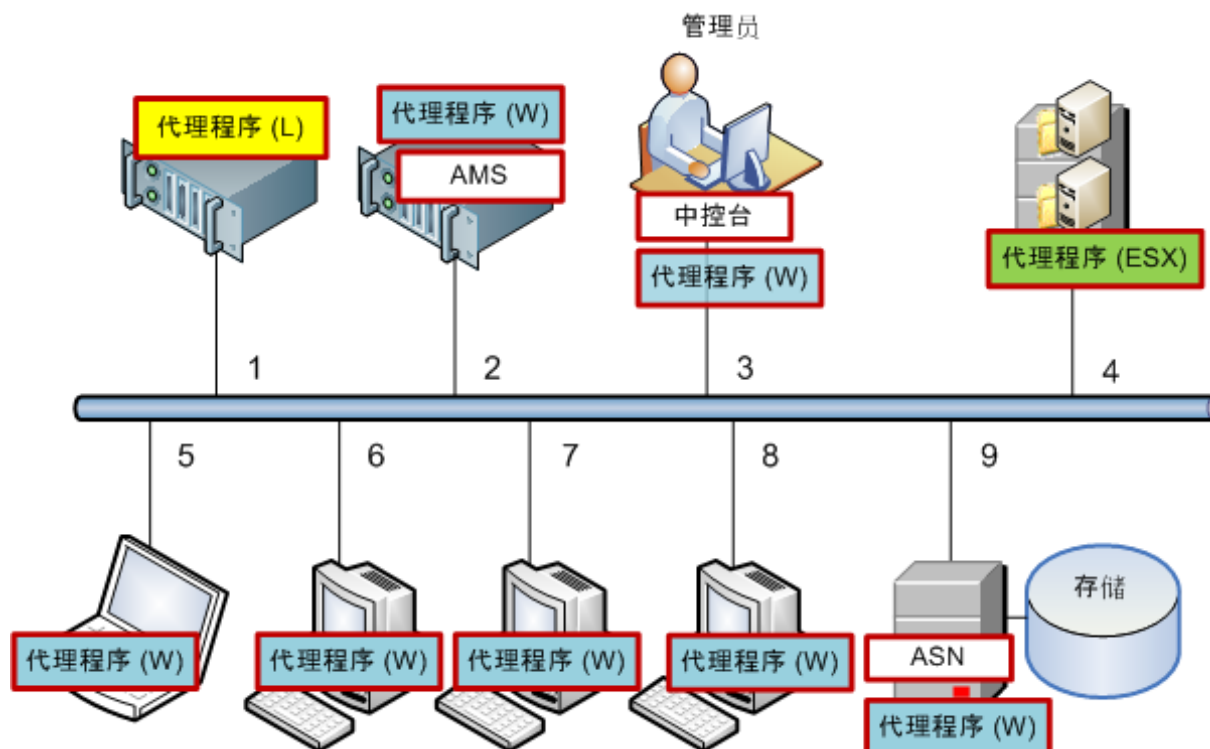 管理员
代理程序 (L)
代理程序 (W)
AMS
中控台
代理程序 (W)
代理程序 (ESX)
1
2
3
4
5
6
7
8
9
代理程序 (W)
代理程序 (W)
代理程序 (W)
代理程序 (W)
ASN
代理程序 (W)
存储